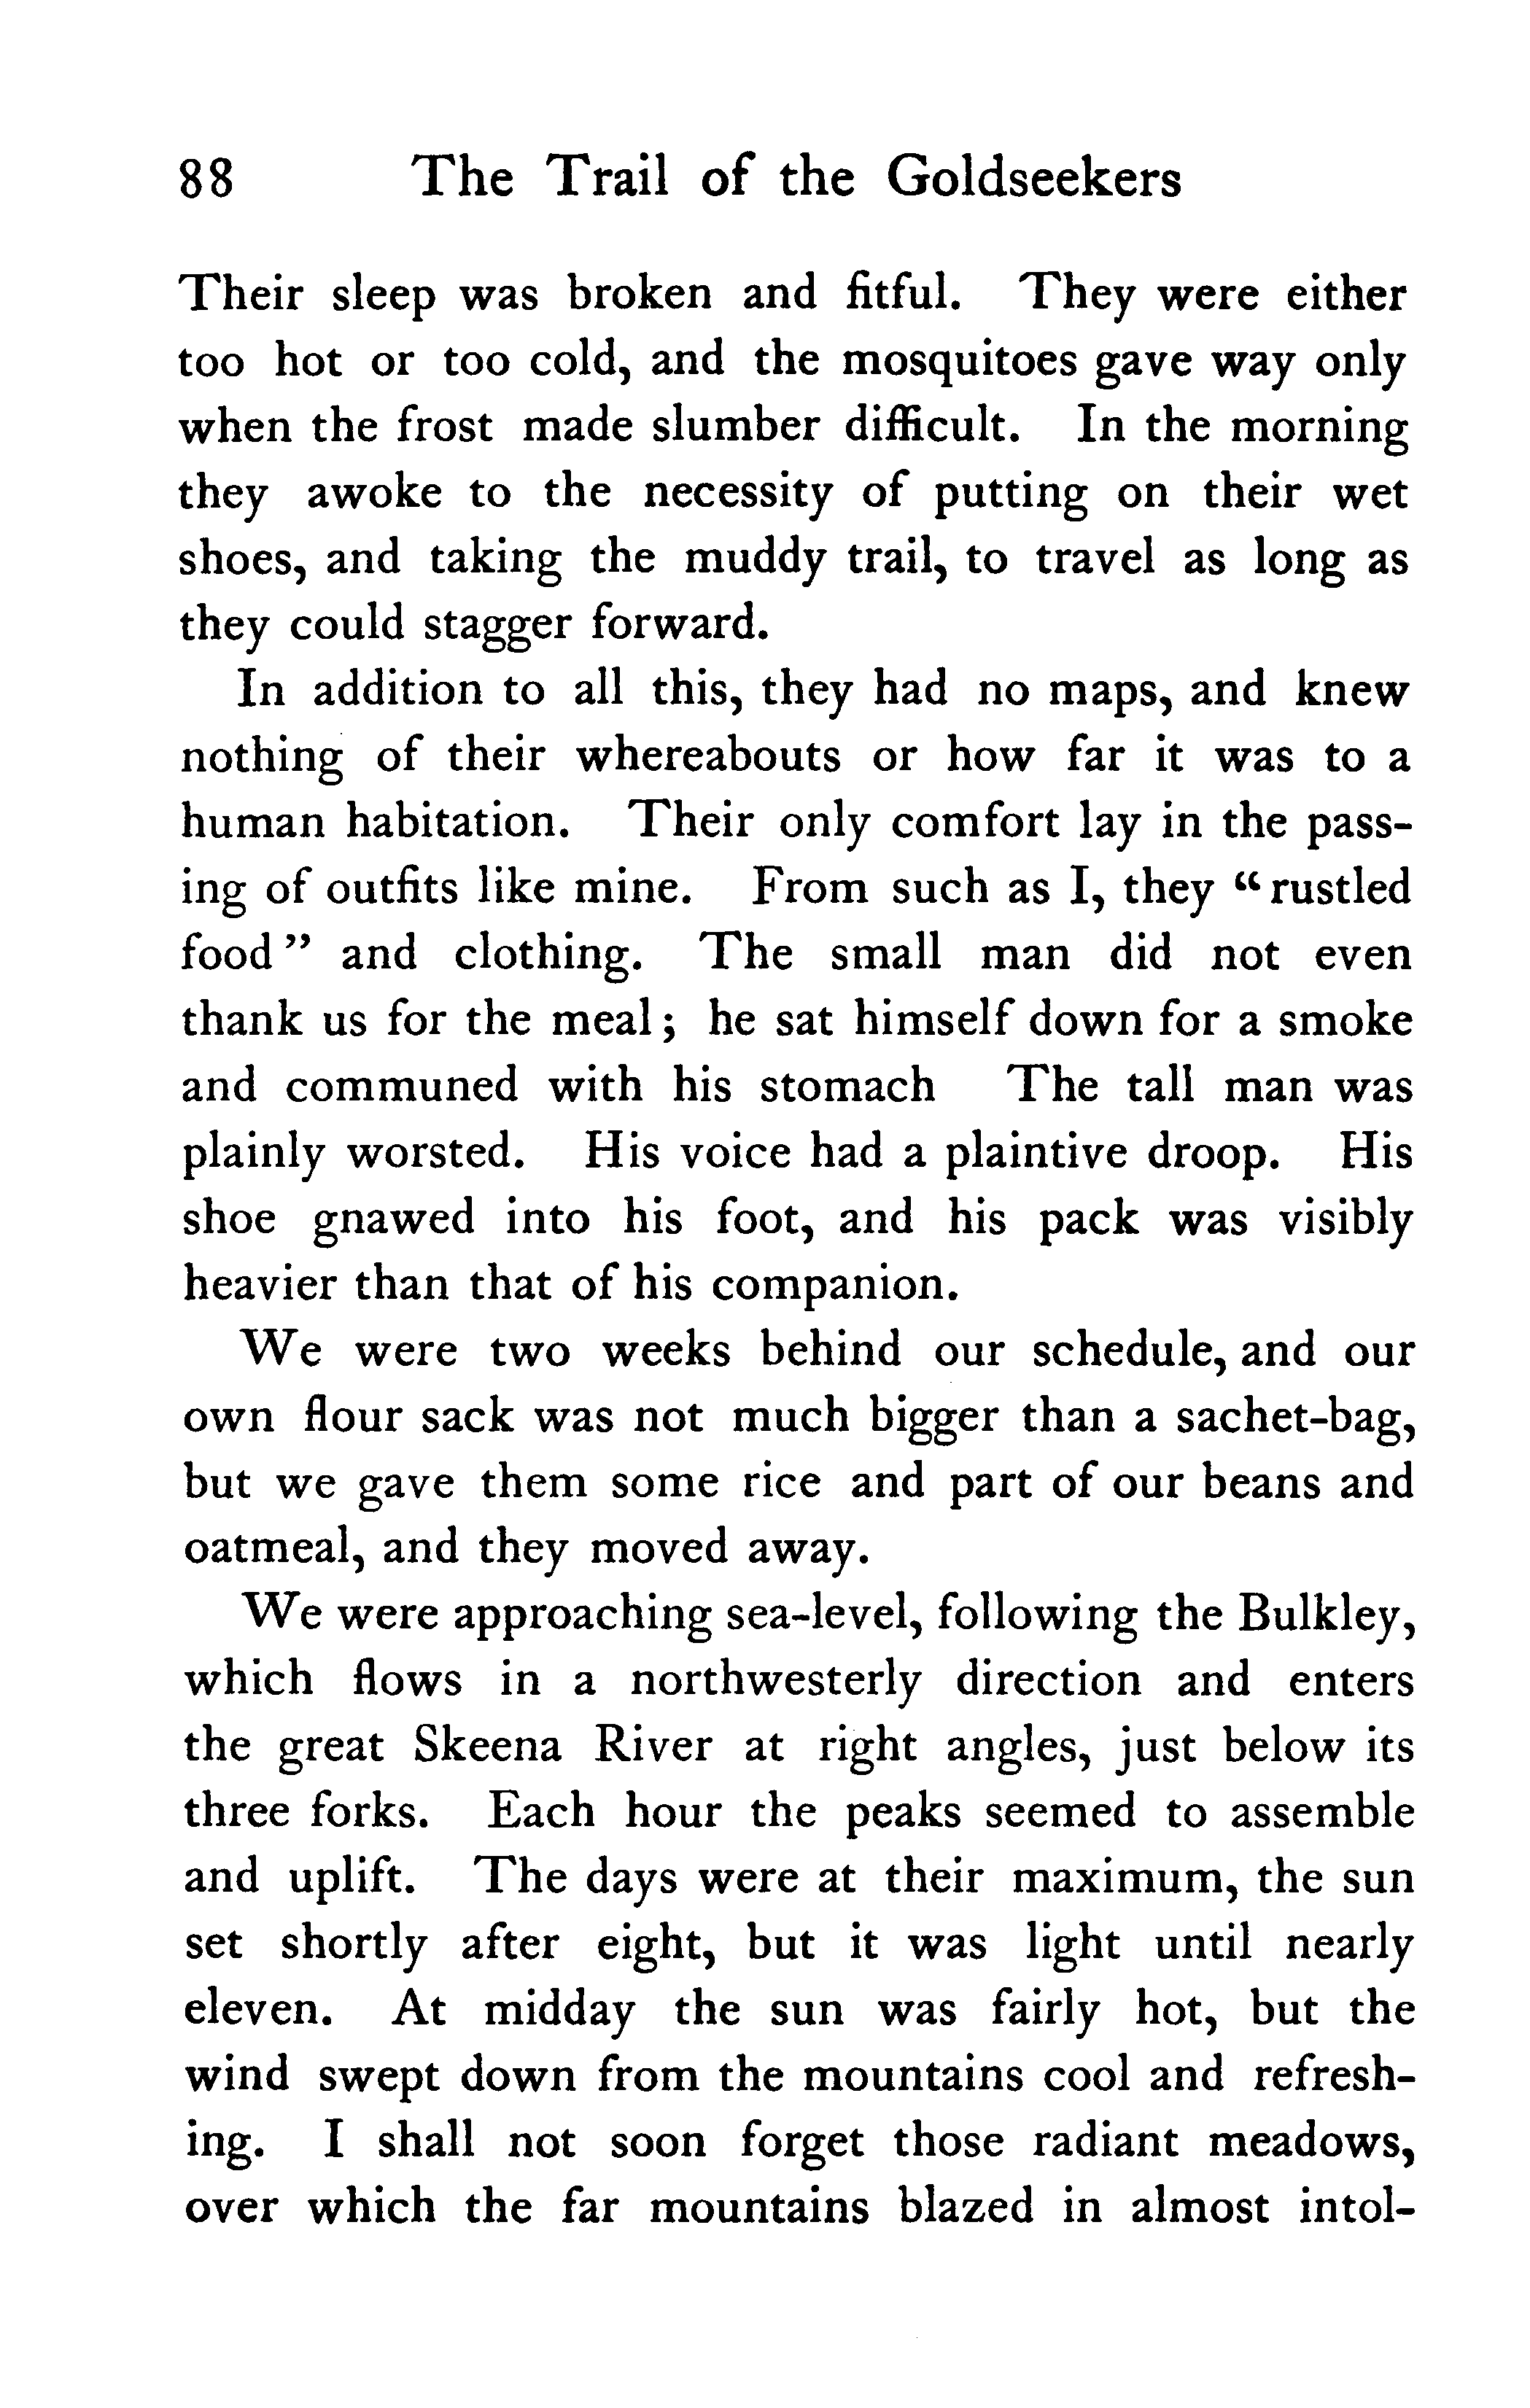 88 The Trail of the Goldseekers
Their sleep was broken and fitful. They were either
too hot or too cold, and the mosquitoes gave way only
when the frost made slumber difficult. In the morning
they awoke to the necessity of putting on their wet
shoes, and taking the muddy trail, to travel as long as
they could stagger forward.
In addition to all this, they had no maps, and knew
nothing of their whereabouts or how far it was to a
human habitation. Their only comfort lay in the pass-
ing of outfits like mine. From such as I, they “rustled
food” and clothing. The small man did not even
thank us for the meal; he sat himself down for a smoke
and communed with his stomach The tall man was
plainly worsted. His voice had a plaintive droop. His
shoe gnawed into his foot, and his pack was visibly
heavier than that of his companion.
We were two weeks behind our schedule, and our
own flour sack was not much bigger than a sachet-bag,
but we gave them some rice and part of our beans and
oatmeal, and they moved away.
We were approaching sea-level, following the Bulkley,
which flows in a northwesterly direction and enters
the great Skeena River at right angles, just below its
three forks. Each hour the peaks seemed to assemble
and uplift. The days were at their maximum, the sun
set shortly after eight, but it was light until nearly
eleven. At midday the sun was fairly hot, but the
wind swept down from the mountains cool and refresh-
ing. I shall not soon forget those radiant meadows,
over which the far mountains blazed in almost intol-